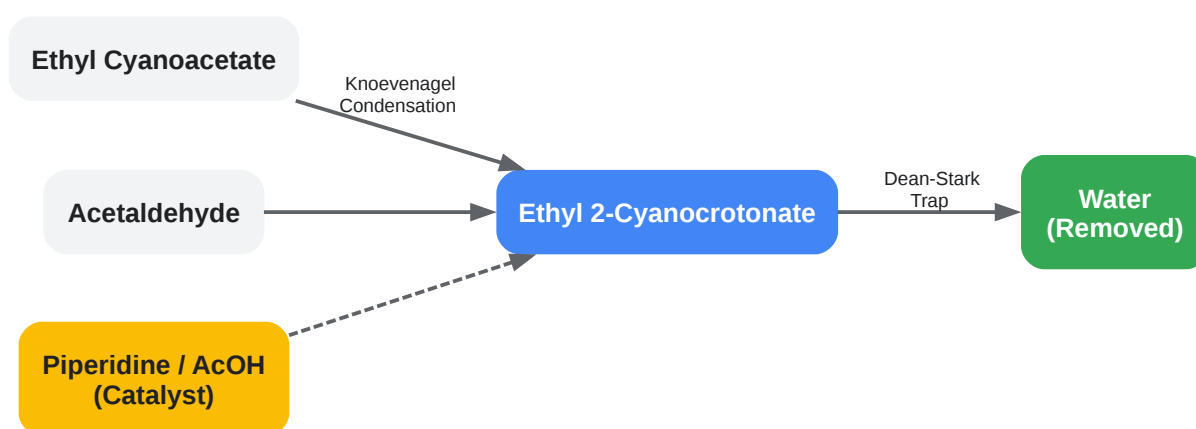 Ethyl Cyanoacetate
Knoevenagel
Condensation
Acetaldehyde
Ethyl 2-Cyanocrotonate
Dean-Stark
Trap
Water
(Removed)
Piperidine / AcOH
(Catalyst)